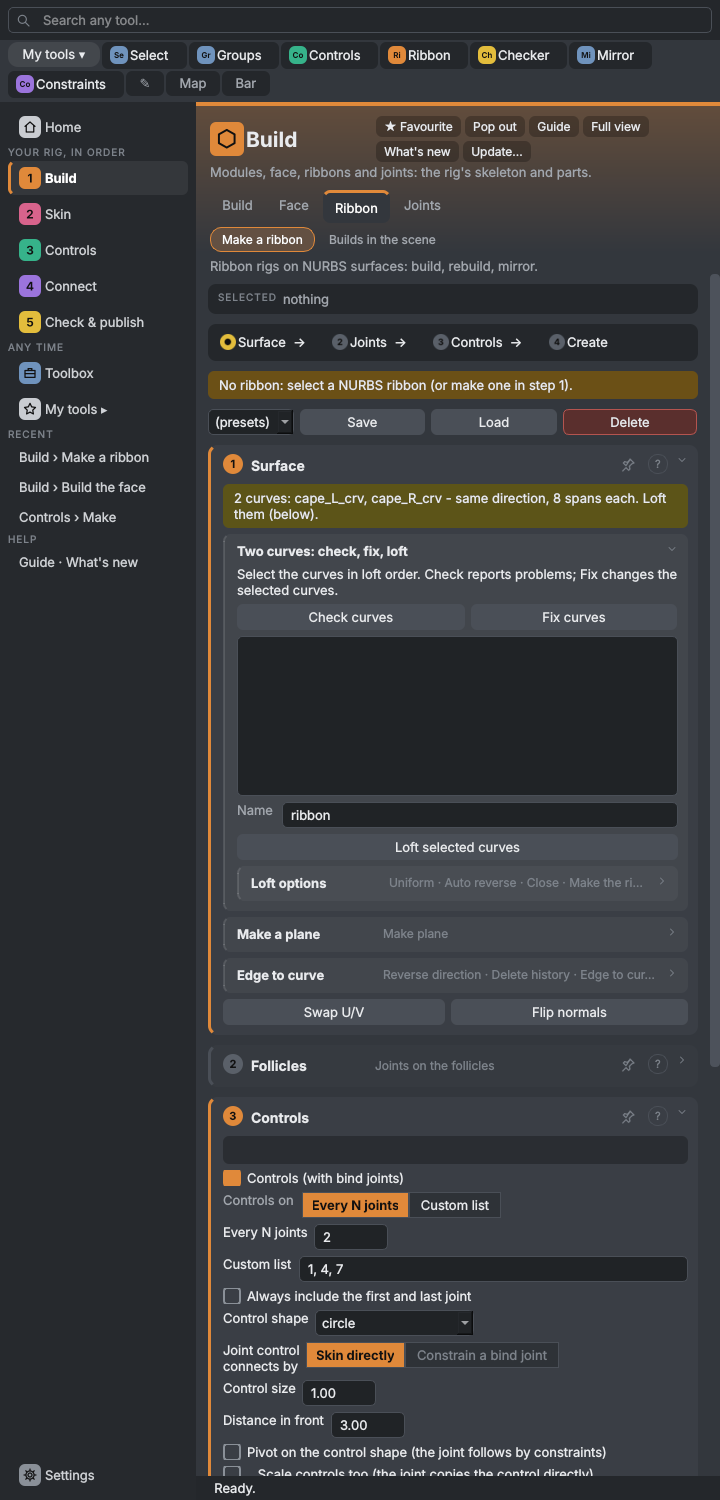 Search any tool...
My tools ▾
Se Select
Gr Groups
Co Controls
Ri Ribbon
Ch Checker
Mi Mirror
Co Constraints
✎
Map
Bar
Home
YOUR RIG, IN ORDER
1 Build
2 Skin
3 Controls
4 Connect
5 Check & publish
ANY TIME
Toolbox
My tools ▸
RECENT
Build › Make a ribbon
Build › Build the face
Controls › Make
HELP
Guide · What's new
Settings
Build
★ Favourite
Pop out
Guide
Full view
What's new
Update...
Modules, face, ribbons and joints: the rig's skeleton and parts.
Build
Face
Ribbon
Joints
Make a ribbon
Builds in the scene
Ribbon rigs on NURBS surfaces: build, rebuild, mirror.
SELECTED nothing
Surface →
2 Joints →
3 Controls →
4 Create
No ribbon: select a NURBS ribbon (or make one in step 1).
(presets)
Save
Load
Delete
1 Surface
?
2 curves: cape_L_crv, cape_R_crv - same direction, 8 spans each. Loft
them (below).
Two curves: check, fix, loft
Select the curves in loft order. Check reports problems; Fix changes the
selected curves.
Check curves
Fix curves
Name
ribbon
Loft selected curves
Loft options
Uniform · Auto reverse · Close · Make the ri...
Make a plane
Make plane
Edge to curve
Reverse direction · Delete history · Edge to cur...
Swap U/V
Flip normals
2 Follicles
Joints on the follicles
?
3 Controls
?
Controls (with bind joints)
Controls on
Every N joints
Custom list
Every N joints
2
Custom list
1, 4, 7
Always include the first and last joint
Control shape
circle
Joint control
connects by
Skin directly
Constrain a bind joint
Control size
1.00
Distance in front
3.00
Pivot on the control shape (the joint follows by constraints)
Scale controls too (the joint copies the control directly)
Ready.